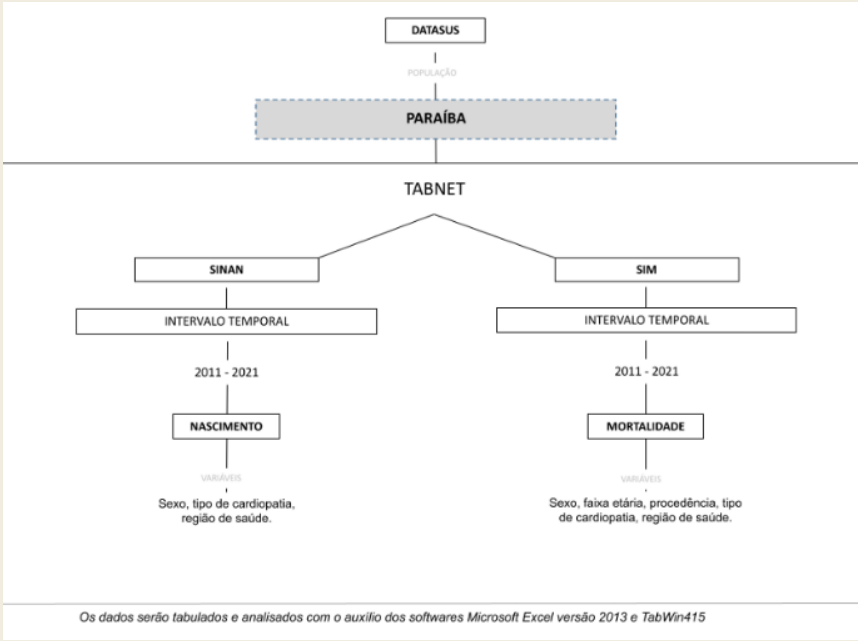 DATASUS
POPULAÇÃO
PARAÍBA
TABNET
SINAN
SIM
INTERVALO TEMPORAL
INTERVALO TEMPORAL
2011 - 2021
2011 - 2021
NASCIMENTO
MORTALIDADE
VARIÁVEIS
VARIÁVEIS
Sexo, tipo de cardiopatia,
região de saúde.
Sexo, faixa etária, procedência, tipo
de cardiopatia, região de saúde.
Os dados serão tabulados e analisados com o auxílio dos softwares Microsoft Excel versão 2013 e TabWin415